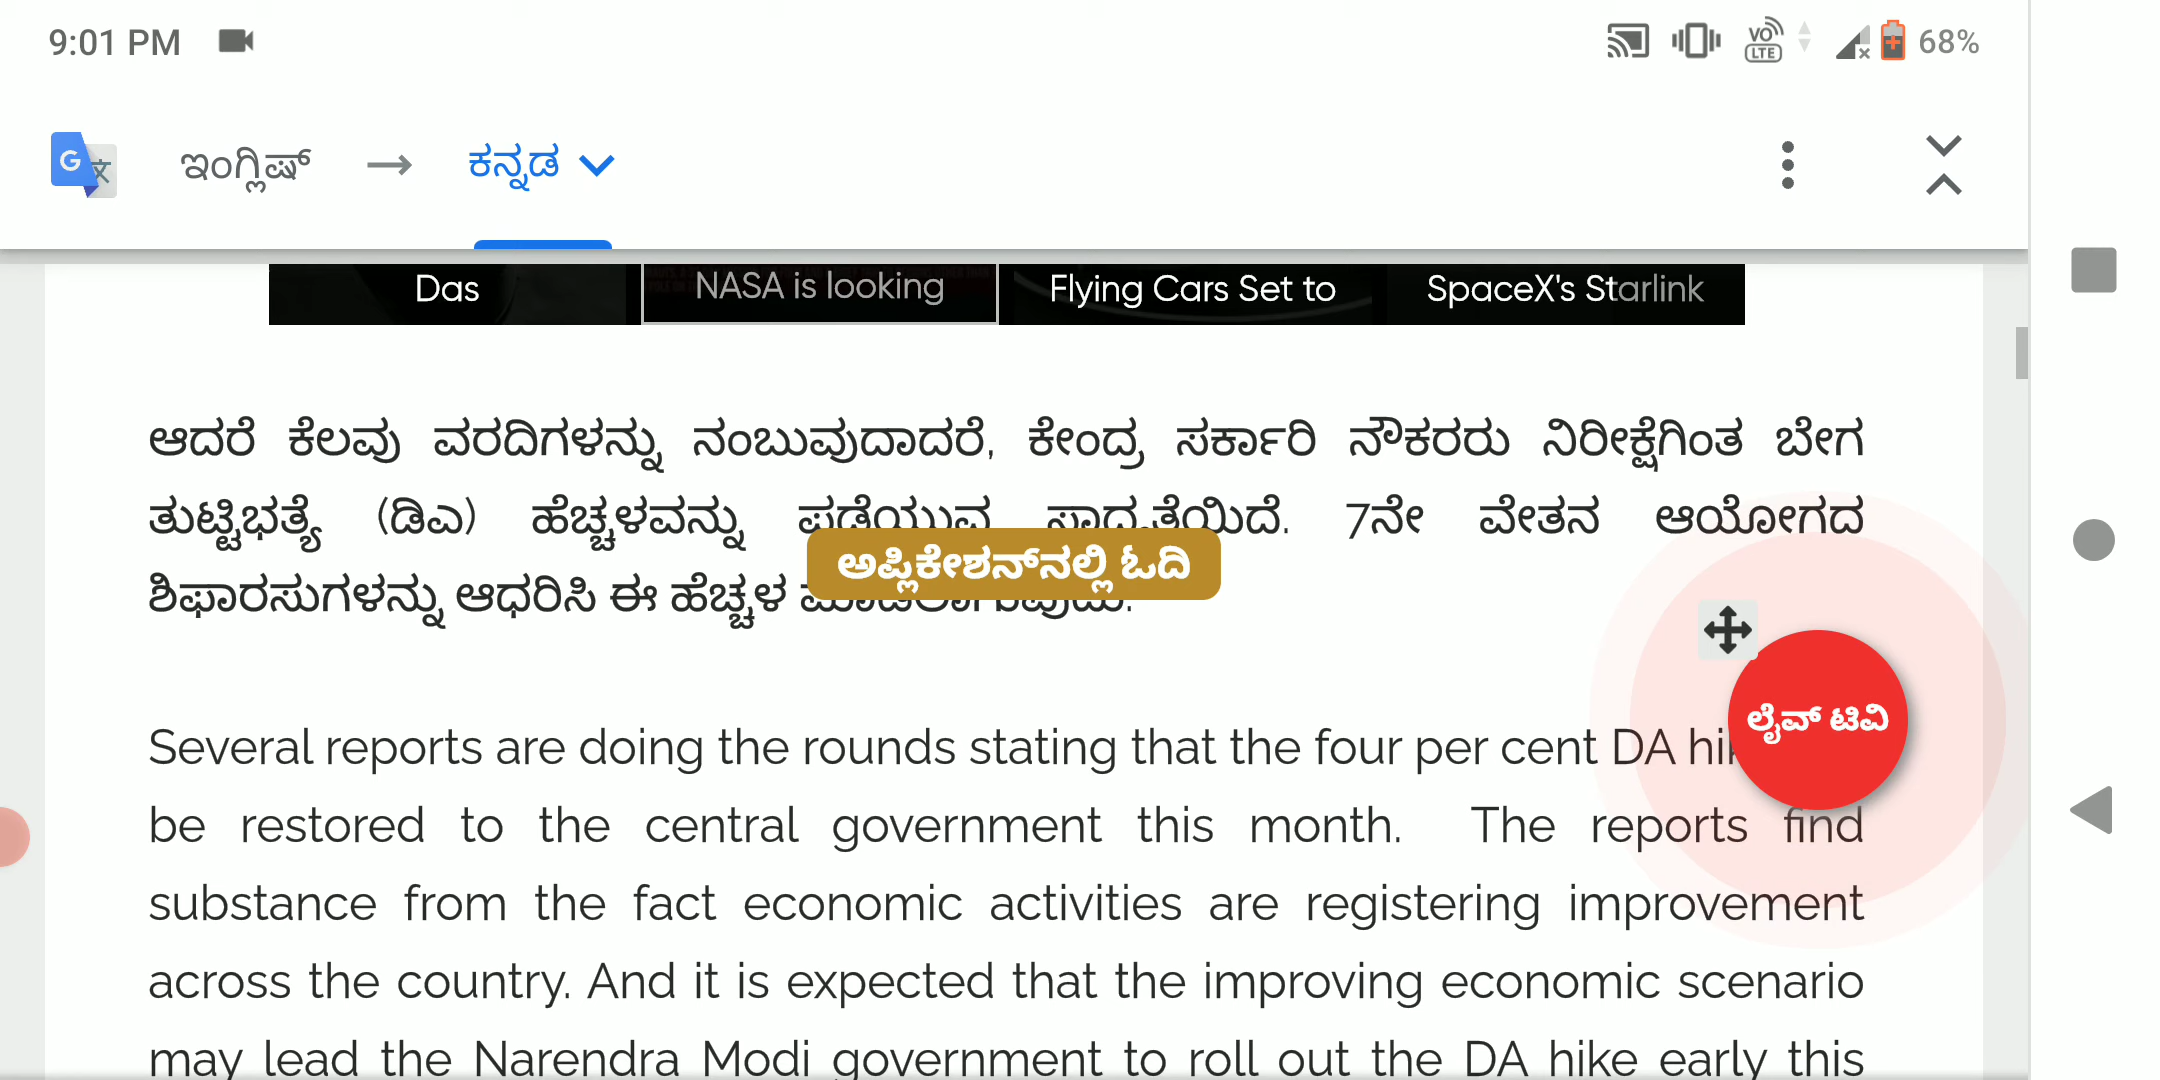 9:01 PM
VO LTE
68%
G
ಇಂಗ್ಲಿಷ್ → ಕನ್ನಡ
Das
NASA is looking
Flying Cars Set to
SpaceX's Starlink
ಆದರೆ ಕೆಲವು ವರದಿಗಳನ್ನು ನಂಬುವುದಾದರೆ, ಕೇಂದ್ರ ಸರ್ಕಾರಿ ನೌಕರರು ನಿರೀಕ್ಷೆಗಿಂತ ಬೇಗ
ತುಟ್ಟಿಭತ್ಯೆ (ಡಿಎ) ಹೆಚ್ಚಳವನ್ನು ಪಡೆಯುವ ಸಾಧ್ಯತೆಯಿದೆ. 7ನೇ ವೇತನ ಆಯೋಗದ
ಅಪ್ಲಿಕೇಶನ್‌ನಲ್ಲಿ ಓದಿ
ಶಿಫಾರಸುಗಳನ್ನು ಆಧರಿಸಿ ಈ ಹೆಚ್ಚಳ
ಲೈವ್ ಟಿವಿ
Several reports are doing the rounds stating that the four per cent DA
be restored to the central government this month. The reports find
substance from the fact economic activities are registering improvement
across the country. And it is expected that the improving economic scenario
may lead the Narendra Modi government to roll out the DA hike early this